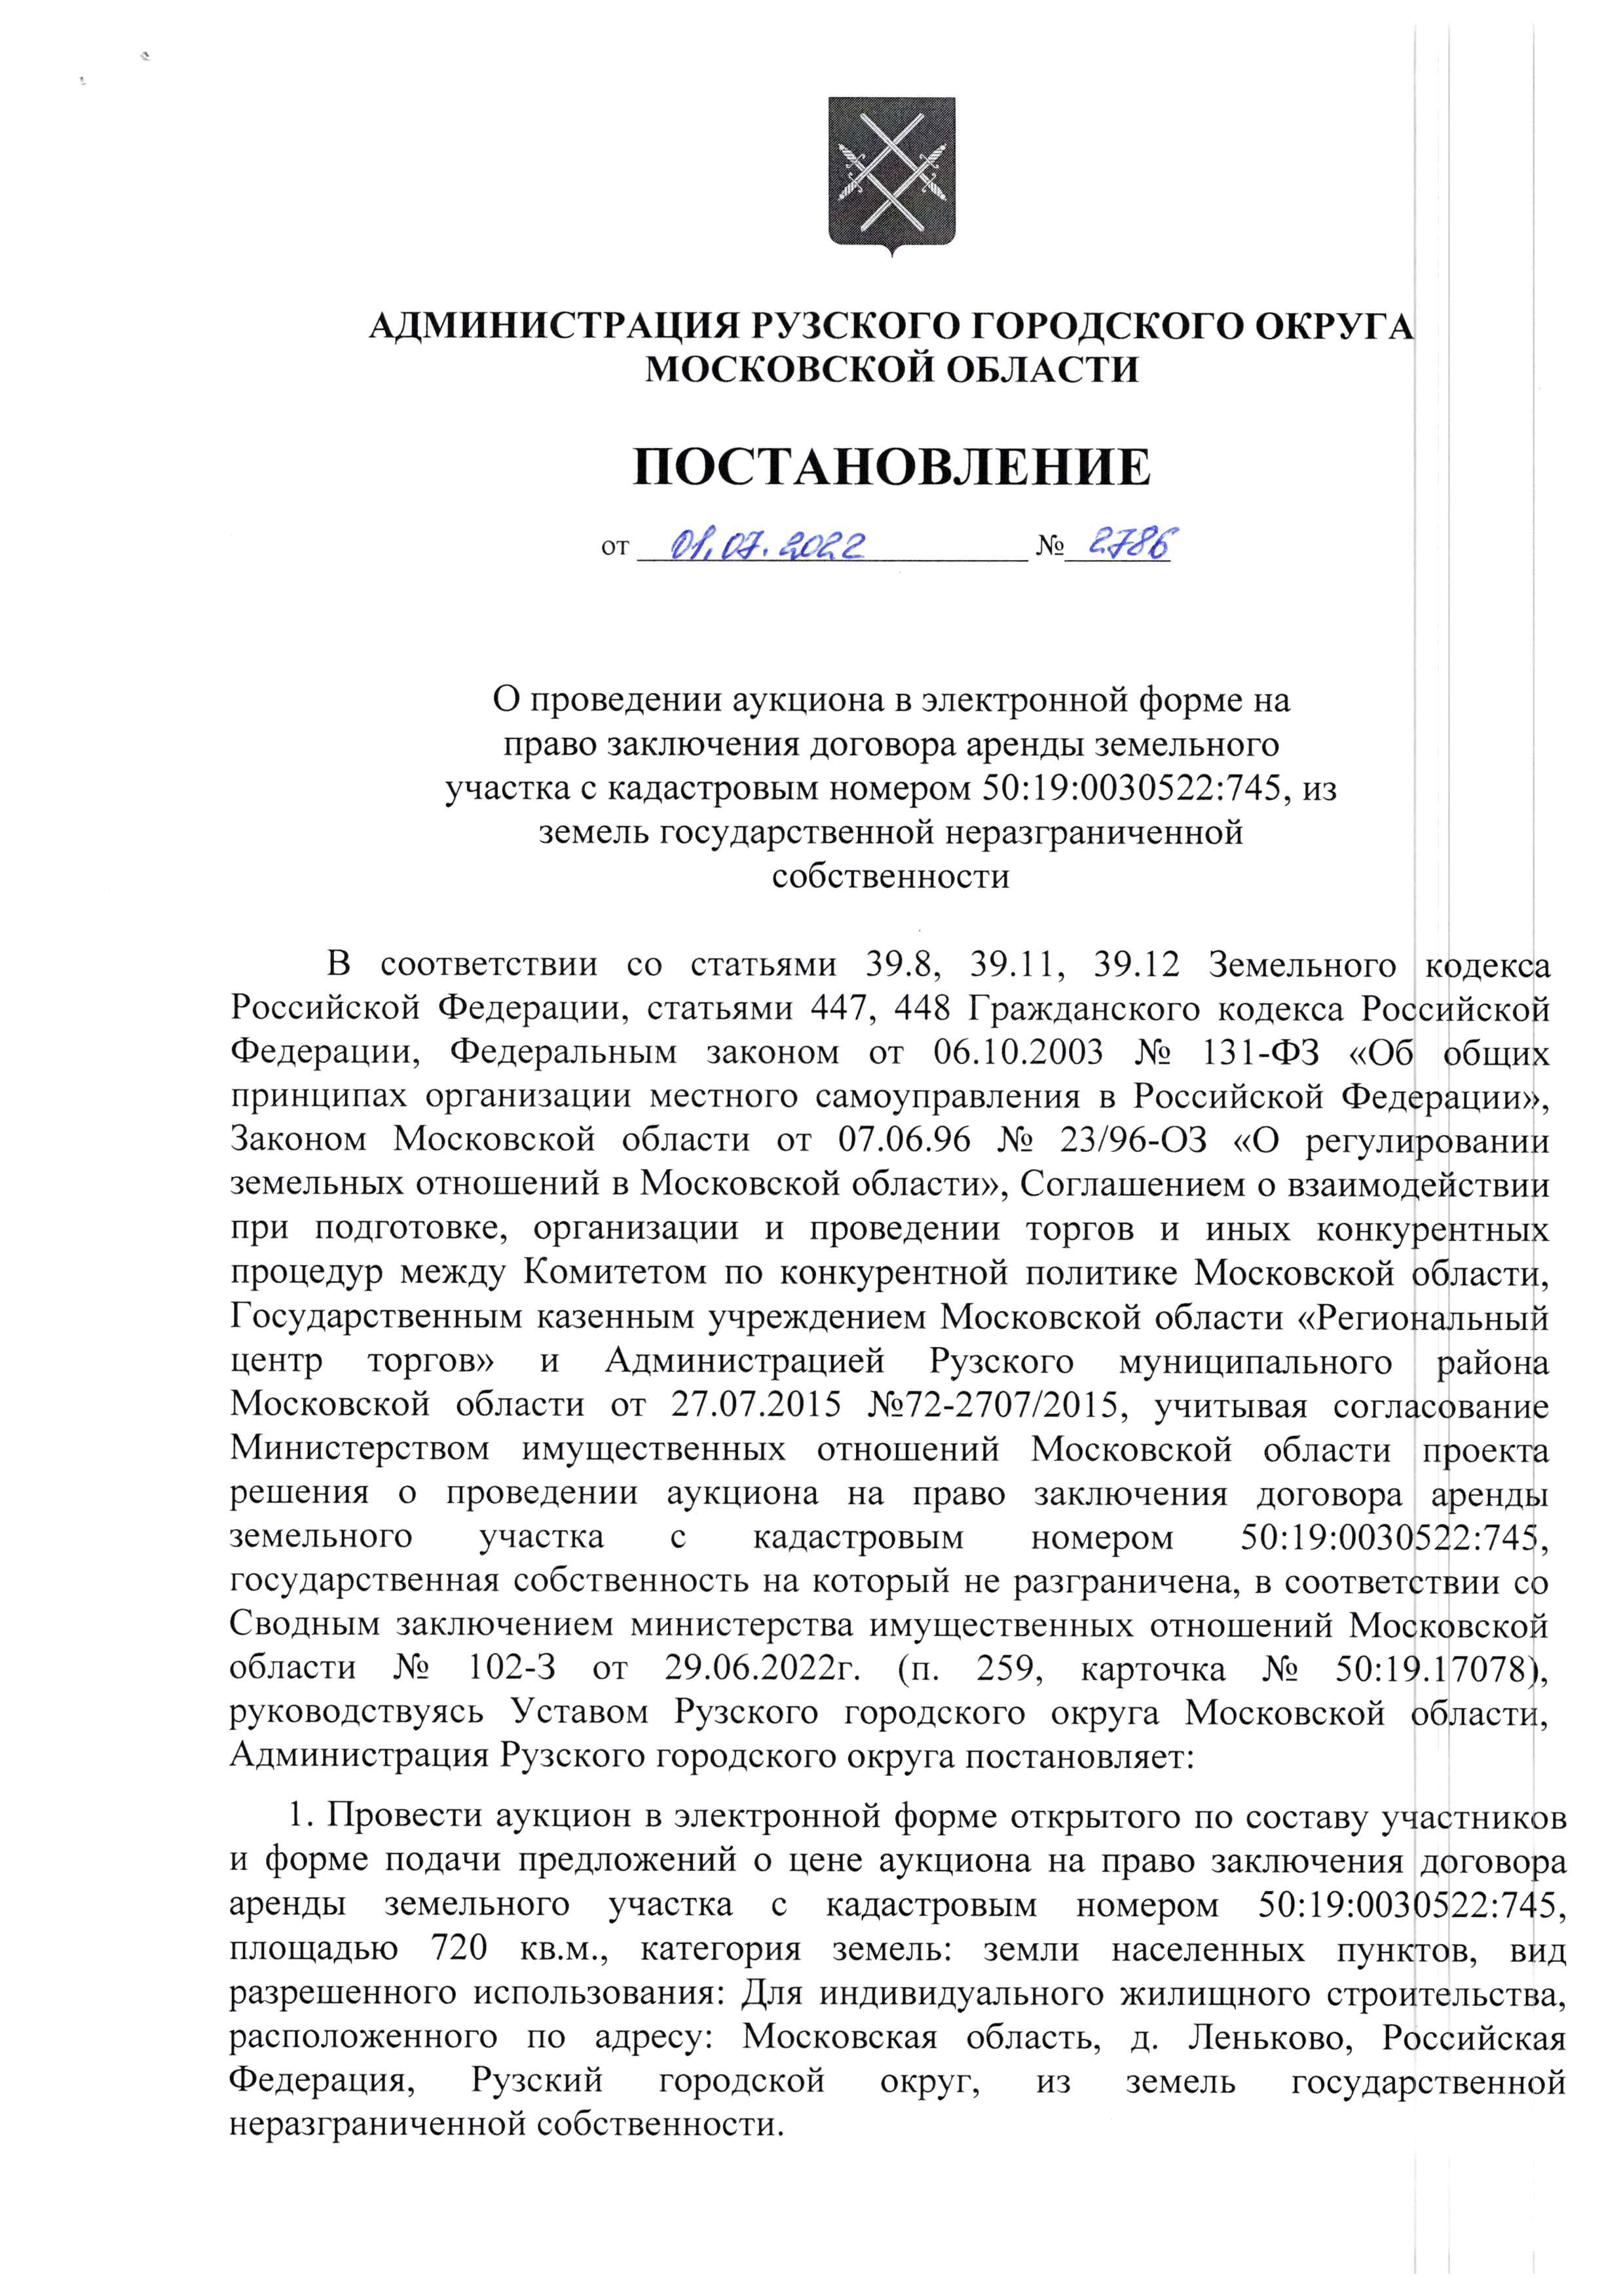 АДМИНИСТРАЦИЯ РУЗСКОГО ГОРОДСКОГО ОКРУГА
МОСКОВСКОЙ ОБЛАСТИ
ПОСТАНОВЛЕНИЕ
от 01.07.2022 № 2786
О проведении аукциона в электронной форме на
право заключения договора аренды земельного
участка с кадастровым номером 50:19:0030522:745, из
земель государственной неразграниченной
собственности
В соответствии со статьями 39.8, 39.11, 39.12 Земельного кодекса
Российской Федерации, статьями 447, 448 Гражданского кодекса Российской
Федерации, Федеральным законом от 06.10.2003 № 131-ФЗ «Об общих
принципах организации местного самоуправления в Российской Федерации»,
Законом Московской области от 07.06.96 № 23/96-ОЗ «О регулировании
земельных отношений в Московской области», Соглашением о взаимодействии
при подготовке, организации и проведении торгов и иных конкурентных
процедур между Комитетом по конкурентной политике Московской области,
Государственным казенным учреждением Московской области «Региональный
центр торгов» и Администрацией Рузского муниципального района
Московской области от 27.07.2015 №72-2707/2015, учитывая согласование
Министерством имущественных отношений Московской области проекта
решения о проведении аукциона на право заключения договора аренды
земельного участка с кадастровым номером 50:19:0030522:745,
государственная собственность на который не разграничена, в соответствии со
Сводным заключением министерства имущественных отношений Московской
области № 102-З от 29.06.2022г. (п. 259, карточка № 50:19.17078),
руководствуясь Уставом Рузского городского округа Московской области,
Администрация Рузского городского округа постановляет:
1. Провести аукцион в электронной форме открытого по составу участников
и форме подачи предложений о цене аукциона на право заключения договора
аренды земельного участка с кадастровым номером 50:19:0030522:745,
площадью 720 кв.м., категория земель: земли населенных пунктов, вид
разрешенного использования: Для индивидуального жилищного строительства,
расположенного по адресу: Московская область, д. Леньково, Российская
Федерация, Рузский городской округ, из земель государственной
неразграниченной собственности.